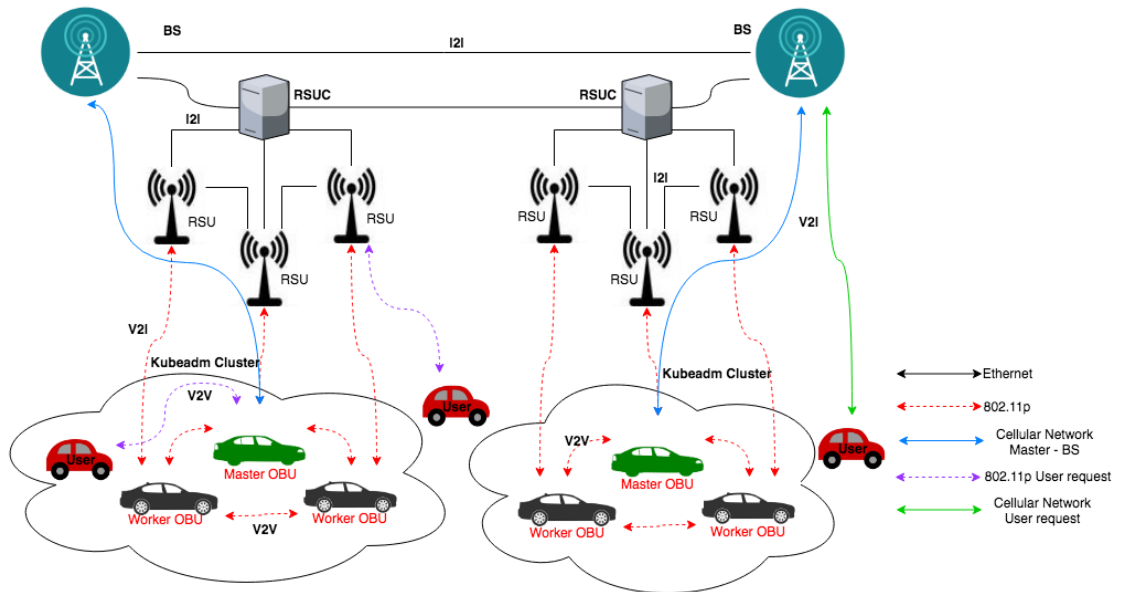 BS
I2I
BS
RSUC
RSUC
I2I
I2I
RSU
RSU
RSU
RSU
RSU
RSU
V2I
V2I
Kubeadm Cluster
Kubeadm Cluster
V2V
User
User
Master OBU
Worker OBU
Worker OBU
V2V
V2V
Master OBU
Worker OBU
Worker OBU
User
Ethernet
802.11p
Cellular Network
Master - BS
802.11p User request
Cellular Network
User request